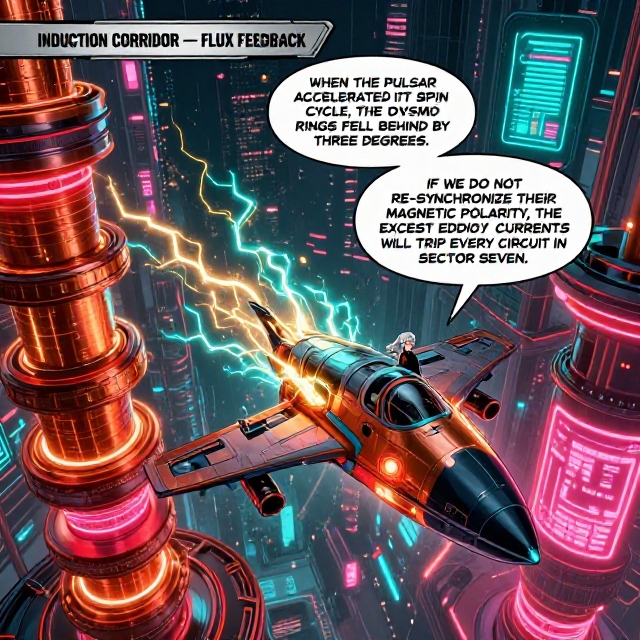 INDUCTION CORRIDOR — FLUX FEEDBACK
WHEN THE PULSAR
ACCELERATED ITT SPIN
CYCLE, THE DVSMO
RINGS FELL BEHIND BY
THREE DEGREES.
IF WE DO NOT
RE-SYNCHRONIZE THEIR
MAGNETIC POLARITY, THE
EXCEST EDDIOY CURRENTS
WILL TRIP EVERY CIRCUIT IN
SECTOR SEVEN.